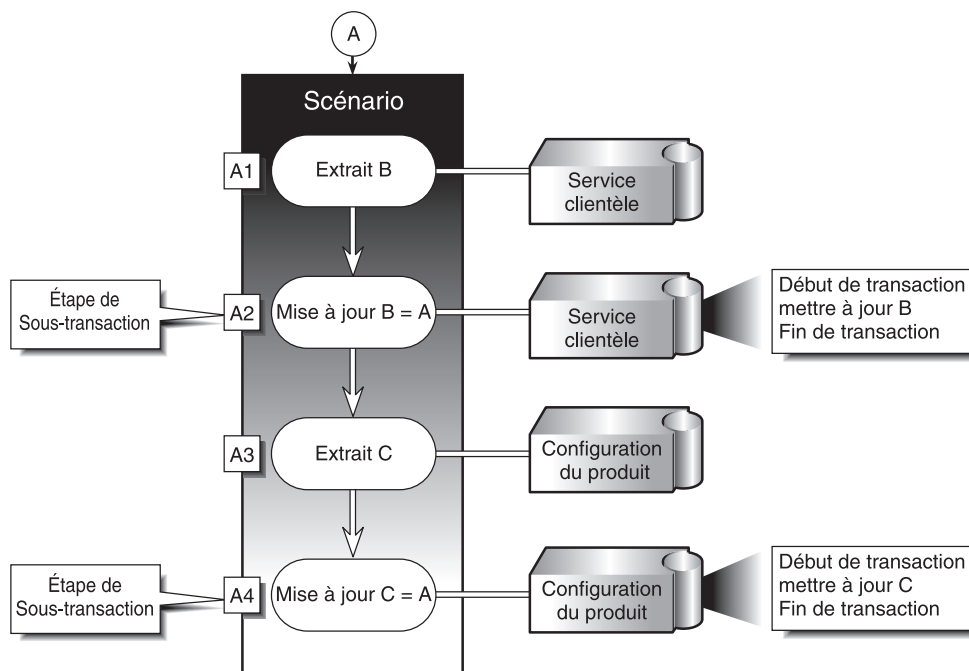 A
Scénario
A1
Extrait B
Service
clientèle
Étape de
Sous-transaction
A2
Mise à jour B = A
Service
clientèle
Début de transaction
mettre à jour B
Fin de transaction
A3
Extrait C
Configuration
du produit
Étape de
Sous-transaction
A4
Mise à jour C = A
Configuration
du produit
Début de transaction
mettre à jour C
Fin de transaction